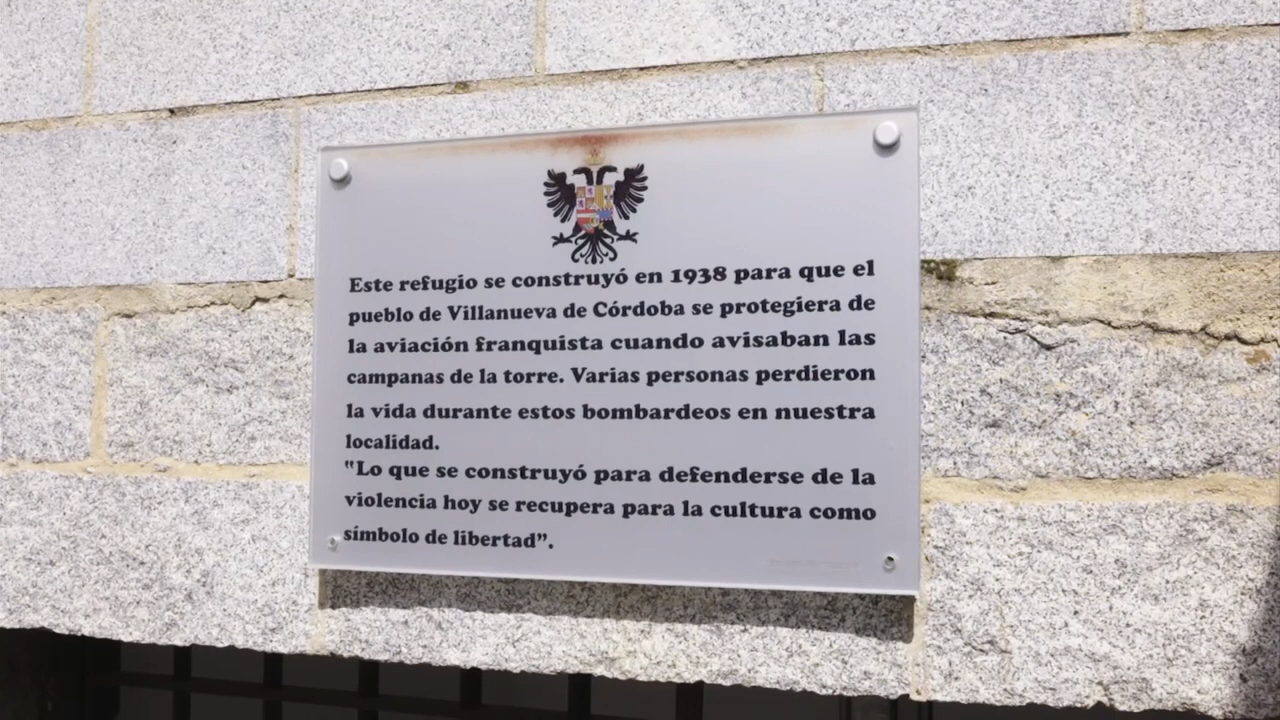 Este refugio se construyó en 1938 para que el
pueblo de Villanueva de Córdoba se protegiera de
la aviación franquista cuando avisaban las
campanas de la torre. Varias personas perdieron
la vida durante estos bombardeos en nuestra
localidad.
"Lo que se construyó para defenderse de la
violencia hoy se recupera para la cultura como
símbolo de libertad”.